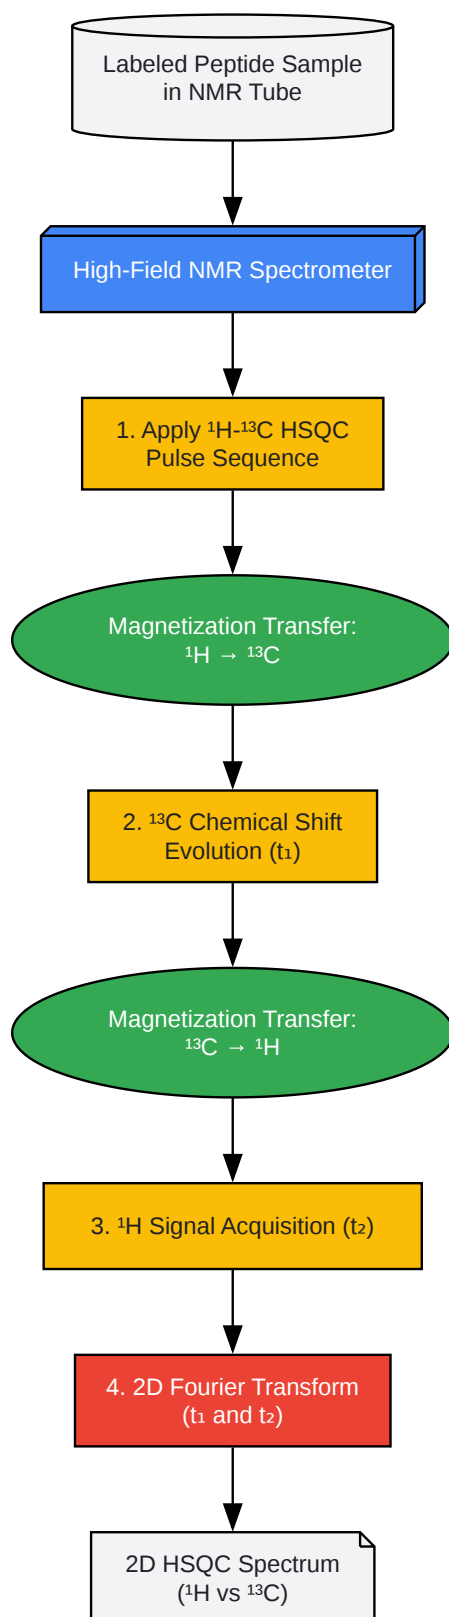 Labeled Peptide Sample
in NMR Tube
High-Field NMR Spectrometer
1. Apply ¹H-¹³C HSQC
Pulse Sequence
Magnetization Transfer:
¹H → ¹³C
2. ¹³C Chemical Shift
Evolution (t₁)
Magnetization Transfer:
¹³C → ¹H
3. ¹H Signal Acquisition (t₂)
4. 2D Fourier Transform
(t₁ and t₂)
2D HSQC Spectrum
(¹H vs ¹³C)